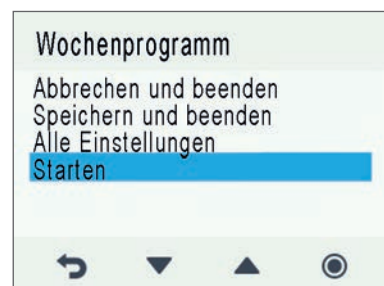 Wochenprogramm
Abbrechen und beenden
Speichern und beenden
Alle Einstellungen
Starten